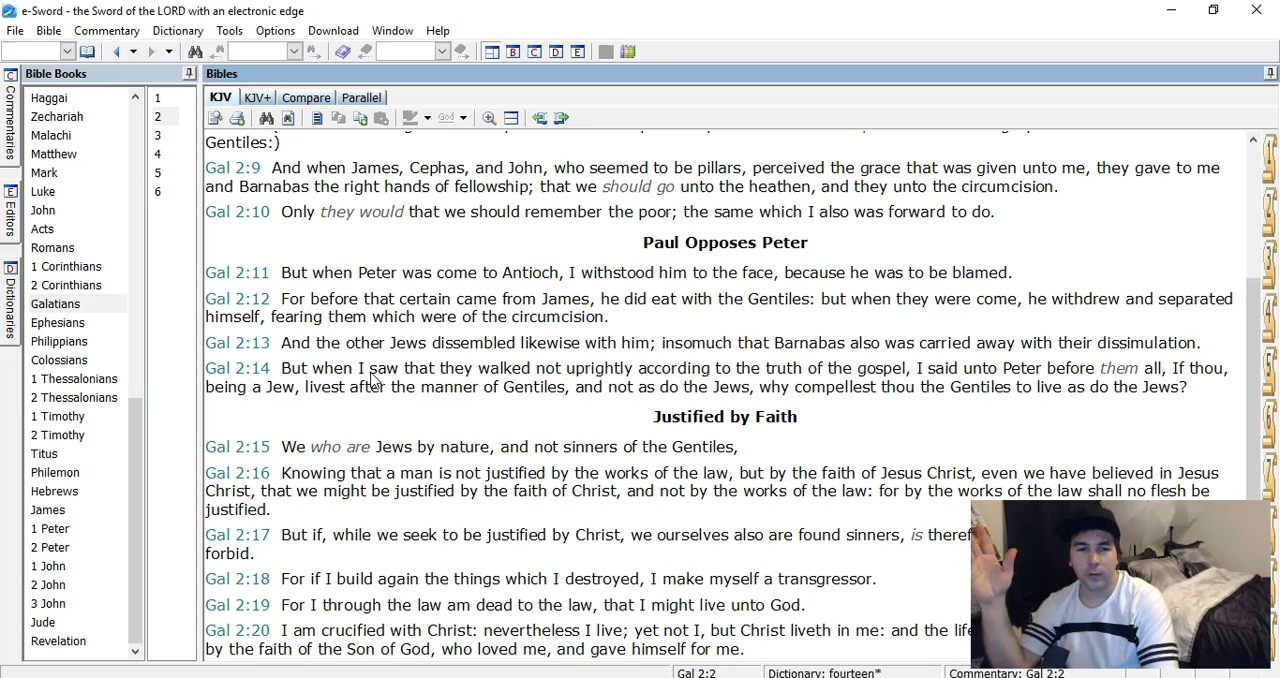 e-Sword - the Sword of the LORD with an electronic edge
File Bible Commentary Dictionary Tools Options Download Window Help
Bible Books
Bibles
C Commentaries
E Editors
D Dictionaries
B C D E
KJV KJV+ Compare Parallel
God
Haggai
Zechariah
Malachi
Matthew
Mark
Luke
John
Acts
Romans
1 Corinthians
2 Corinthians
Galatians
Ephesians
Philippians
Colossians
1 Thessalonians
2 Thessalonians
1 Timothy
2 Timothy
Titus
Philemon
Hebrews
James
1 Peter
2 Peter
1 John
2 John
3 John
Jude
Revelation
1
2
3
4
5
6
Gentiles:)
Gal 2:9 And when James, Cephas, and John, who seemed to be pillars, perceived the grace that was given unto me, they gave to me
and Barnabas the right hands of fellowship; that we should go unto the heathen, and they unto the circumcision.
Gal 2:10 Only they would that we should remember the poor; the same which I also was forward to do.
Paul Opposes Peter
Gal 2:11 But when Peter was come to Antioch, I withstood him to the face, because he was to be blamed.
Gal 2:12 For before that certain came from James, he did eat with the Gentiles: but when they were come, he withdrew and separated
himself, fearing them which were of the circumcision.
Gal 2:13 And the other Jews dissembled likewise with him; insomuch that Barnabas also was carried away with their dissimulation.
Gal 2:14 But when I saw that they walked not uprightly according to the truth of the gospel, I said unto Peter before them all, If thou,
being a Jew, livest after the manner of Gentiles, and not as do the Jews, why compellest thou the Gentiles to live as do the Jews?
Justified by Faith
Gal 2:15 We who are Jews by nature, and not sinners of the Gentiles,
Gal 2:16 Knowing that a man is not justified by the works of the law, but by the faith of Jesus Christ, even we have believed in Jesus
Christ, that we might be justified by the faith of Christ, and not by the works of the law: for by the works of the law shall no flesh be
justified.
Gal 2:17 But if, while we seek to be justified by Christ, we ourselves also are found sinners, is theref
forbid.
Gal 2:18 For if I build again the things which I destroyed, I make myself a transgressor.
Gal 2:19 For I through the law am dead to the law, that I might live unto God.
Gal 2:20 I am crucified with Christ: nevertheless I live; yet not I, but Christ liveth in me: and the life
by the faith of the Son of God, who loved me, and gave himself for me.
1
2
3
4
6
7
Gal 2:2 Dictionary: fourteen* Commentary: Gal 2:2